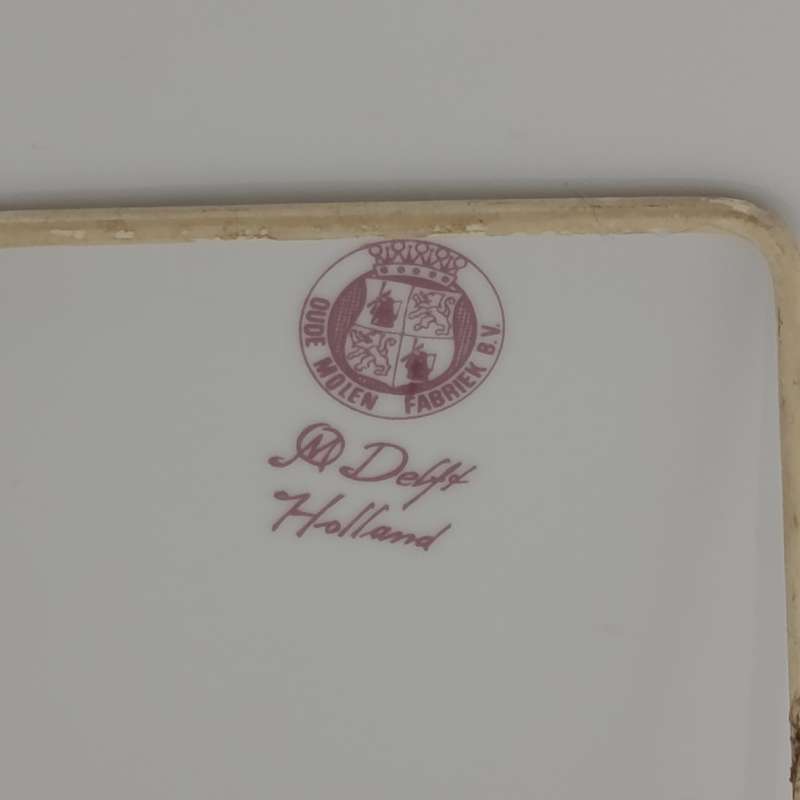 OUDE MOLEN FABRIEK B.V.
OM Delft
Holland